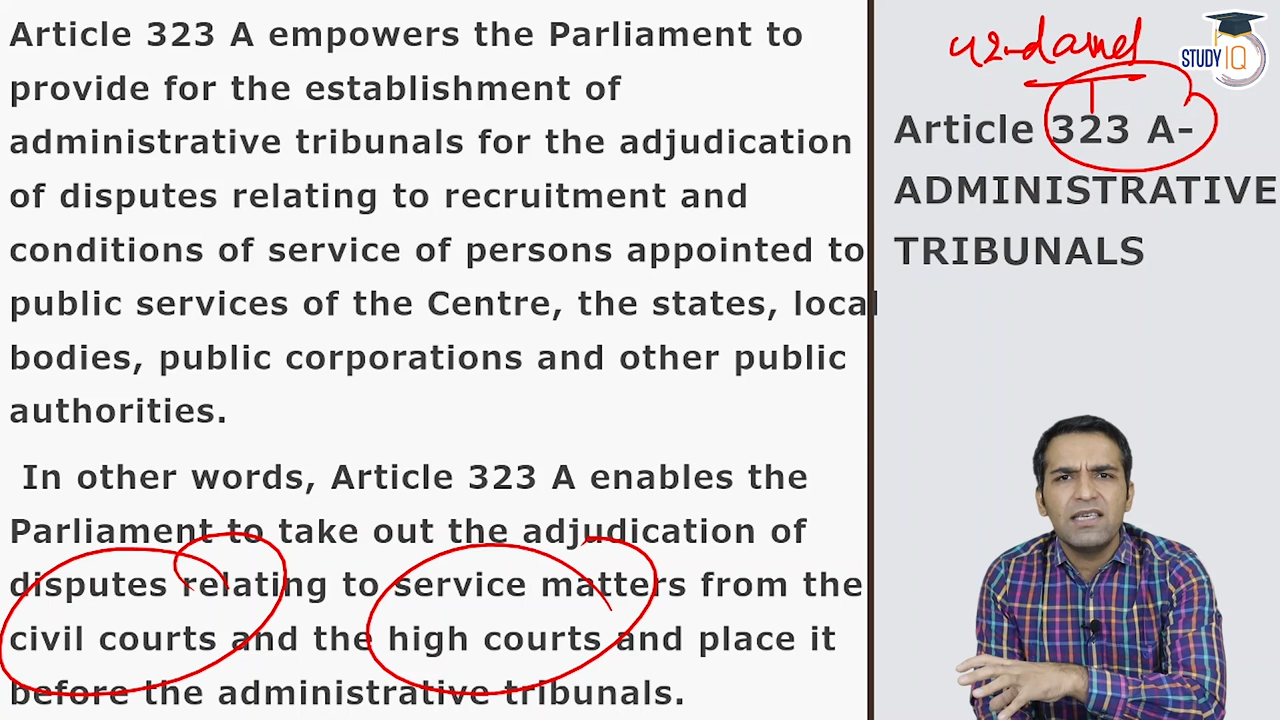 Article 323 A empowers the Parliament to
provide for the establishment of
administrative tribunals for the adjudication
of disputes relating to recruitment and
conditions of service of persons appointed to
public services of the Centre, the states, local
bodies, public corporations and other public
authorities.
In other words, Article 323 A enables the
Parliament to take out the adjudication of
disputes relating to service matters from the
civil courts and the high courts and place it
before the administrative tribunals.
STUDY IQ
Article 323 A-
ADMINISTRATIVE
TRIBUNALS